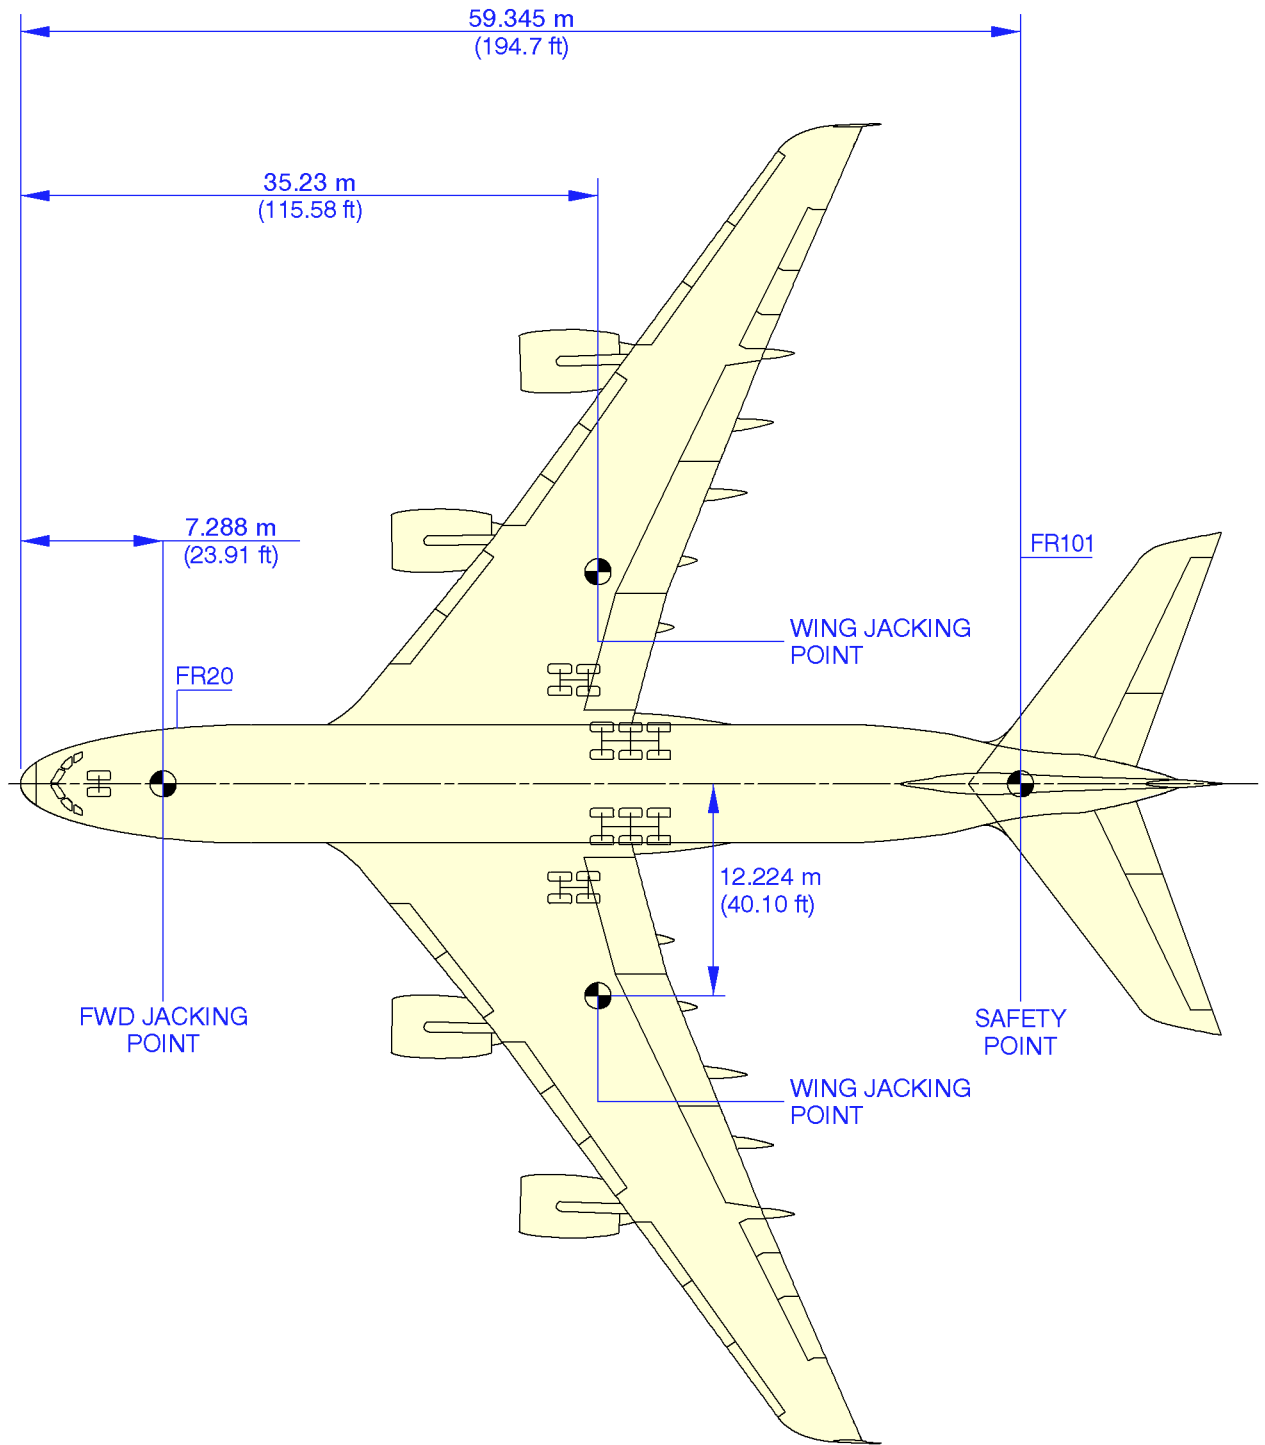 59.345 m
(194.7 ft)
35.23 m
(115.58 ft)
7.288 m
(23.91 ft)
FR101
WING JACKING
POINT
FR20
12.224 m
(40.10 ft)
FWD JACKING
POINT
SAFETY
POINT
WING JACKING
POINT